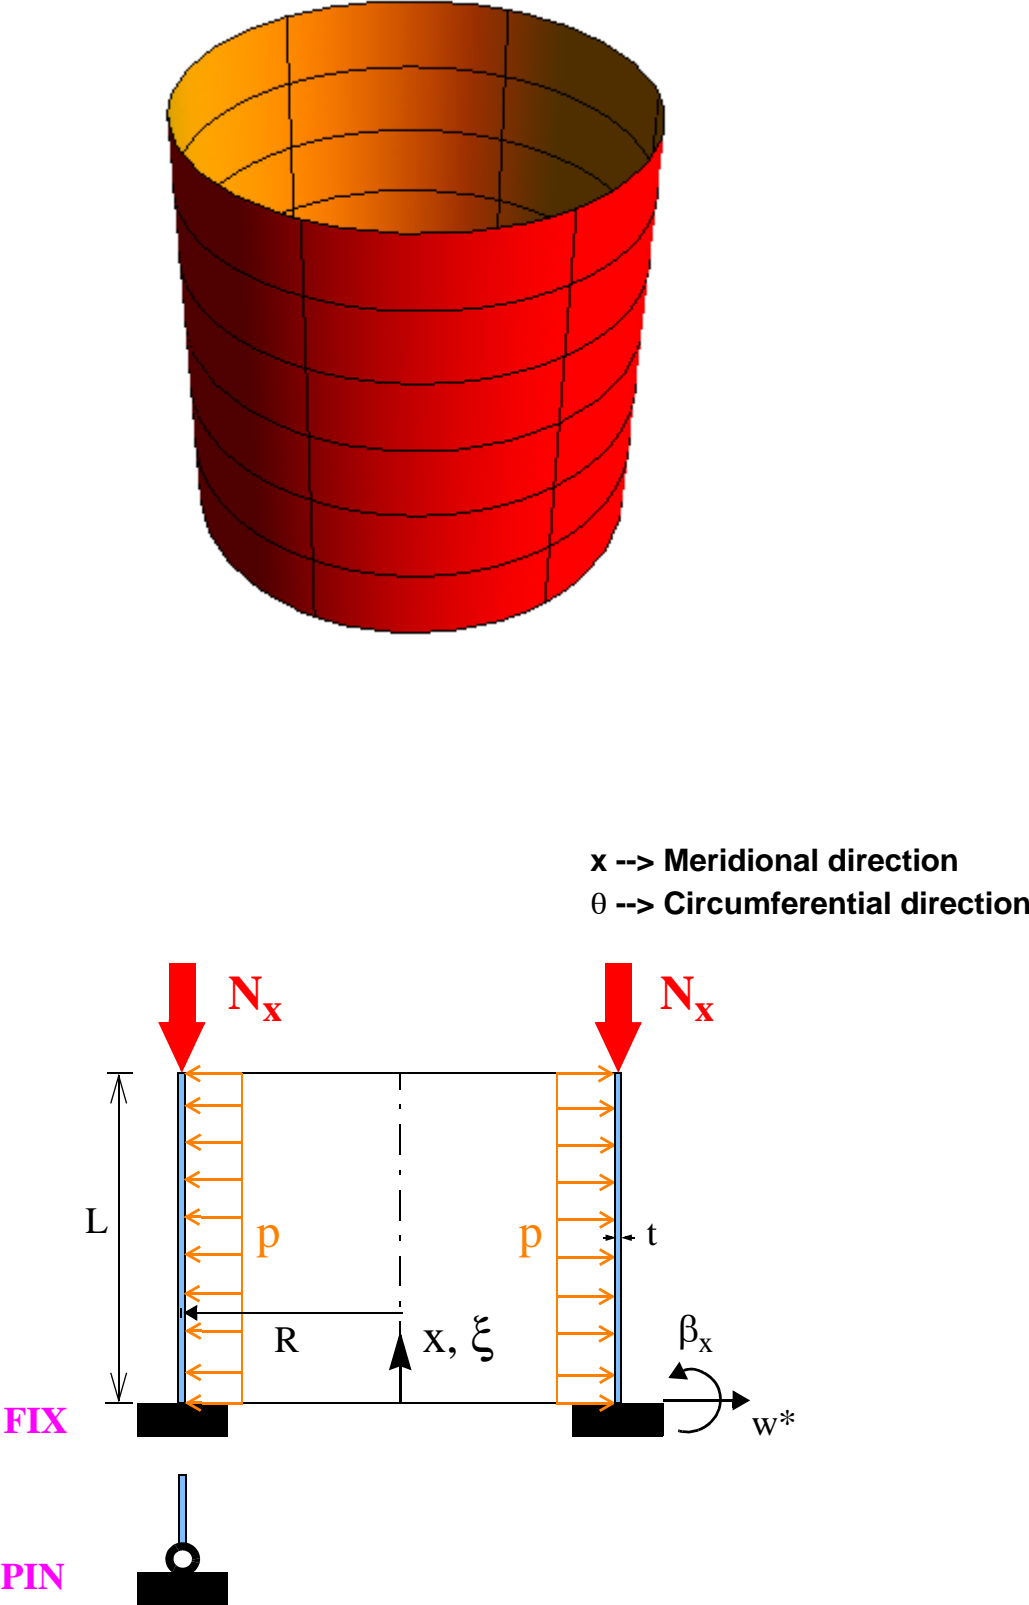 x --> Meridional direction
θ --> Circumferential direction
Nx Nx
L p p t
R x, ξ βx
FIX w*
PIN